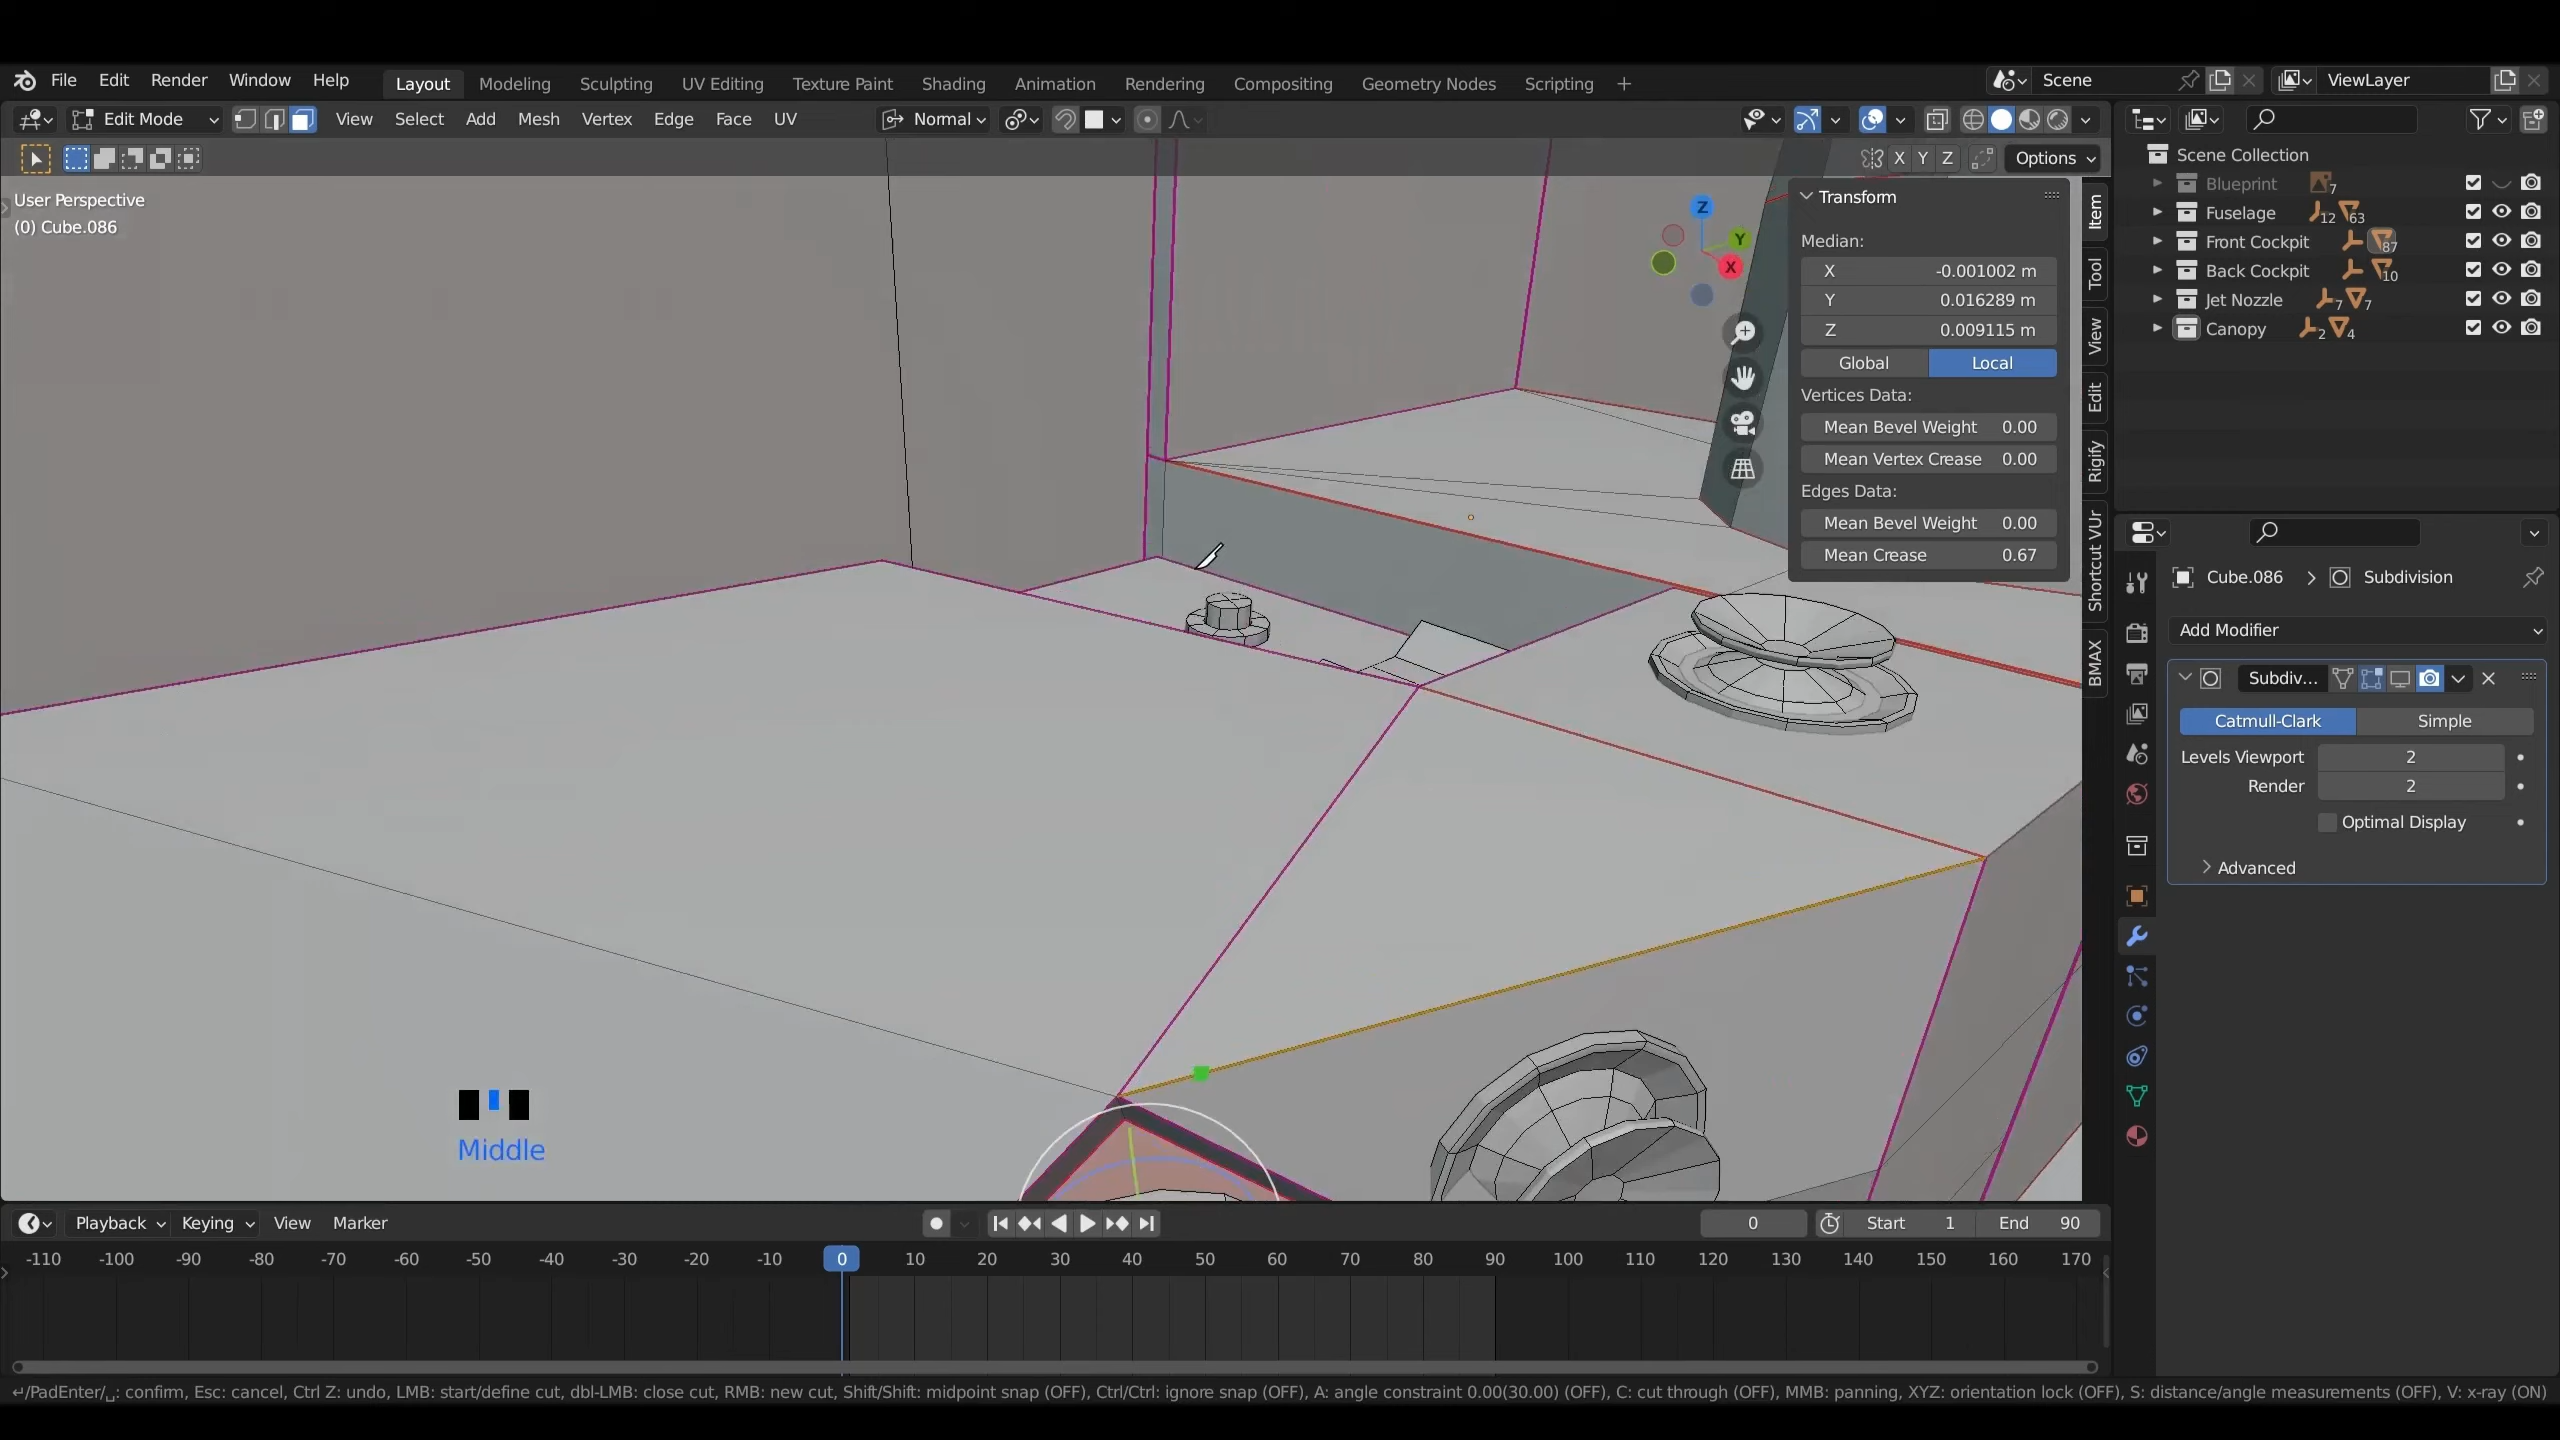 File Edit Render Window Help Layout Modeling Sculpting UV Editing Texture Paint Shading Animation Rendering Compositing Geometry Nodes Scripting + Scene ViewLayer
Edit Mode View Select Add Mesh Vertex Edge Face UV Normal
X Y Z Options
User Perspective
(0) Cube.086
Z
Y
X
Transform
Median:
X -0.001002 m
Y 0.016289 m
Z 0.009115 m
Global Local
Vertices Data:
Mean Bevel Weight 0.00
Mean Vertex Crease 0.00
Edges Data:
Mean Bevel Weight 0.00
Mean Crease 0.67
Item
Tool
View
Edit
Rigify
Shortcut VUr
BMAX
Scene Collection
Blueprint 7
Fuselage 12 63
Front Cockpit 87
Back Cockpit 10
Jet Nozzle 7 7
Canopy 2 4
Cube.086 Subdivision
Add Modifier
Subdiv...
Catmull-Clark Simple
Levels Viewport 2
Render 2
Optimal Display
Advanced
Middle
Playback Keying View Marker 0 Start 1 End 90
-110 -100 -90 -80 -70 -60 -50 -40 -30 -20 -10 0 10 20 30 40 50 60 70 80 90 100 110 120 130 140 150 160 170
↵/PadEnter/␣: confirm, Esc: cancel, Ctrl Z: undo, LMB: start/define cut, dbl-LMB: close cut, RMB: new cut, Shift/Shift: midpoint snap (OFF), Ctrl/Ctrl: ignore snap (OFF), A: angle constraint 0.00(30.00) (OFF), C: cut through (OFF), MMB: panning, XYZ: orientation lock (OFF), S: distance/angle measurements (OFF), V: x-ray (ON)